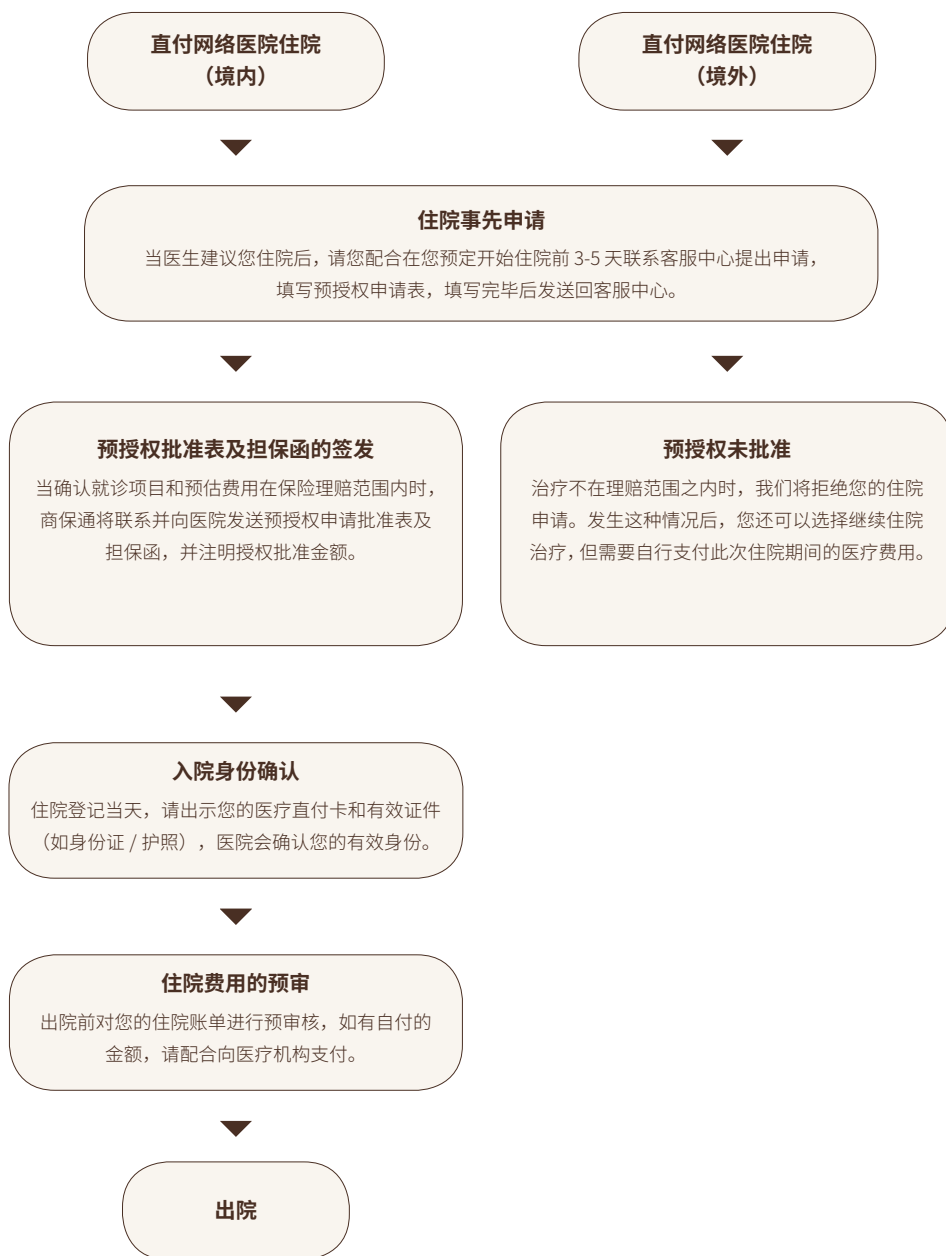 直付网络医院住院
（境内）
直付网络医院住院
（境外）
住院事先申请
当医生建议您住院后，请您配合在您预定开始住院前 3-5 天联系客服中心提出申请，
填写预授权申请表，填写完毕后发送回客服中心。
预授权批准表及担保函的签发
当确认就诊项目和预估费用在保险理赔范围内时，
商保通将联系并向医院发送预授权申请批准表及
担保函，并注明授权批准金额。
预授权未批准
治疗不在理赔范围之内时，我们将拒绝您的住院
申请。发生这种情况后，您还可以选择继续住院
治疗，但需要自行支付此次住院期间的医疗费用。
入院身份确认
住院登记当天，请出示您的医疗直付卡和有效证件
（如身份证 / 护照），医院会确认您的有效身份。
住院费用的预审
出院前对您的住院账单进行预审核，如有自付的
金额，请配合向医疗机构支付。
出院